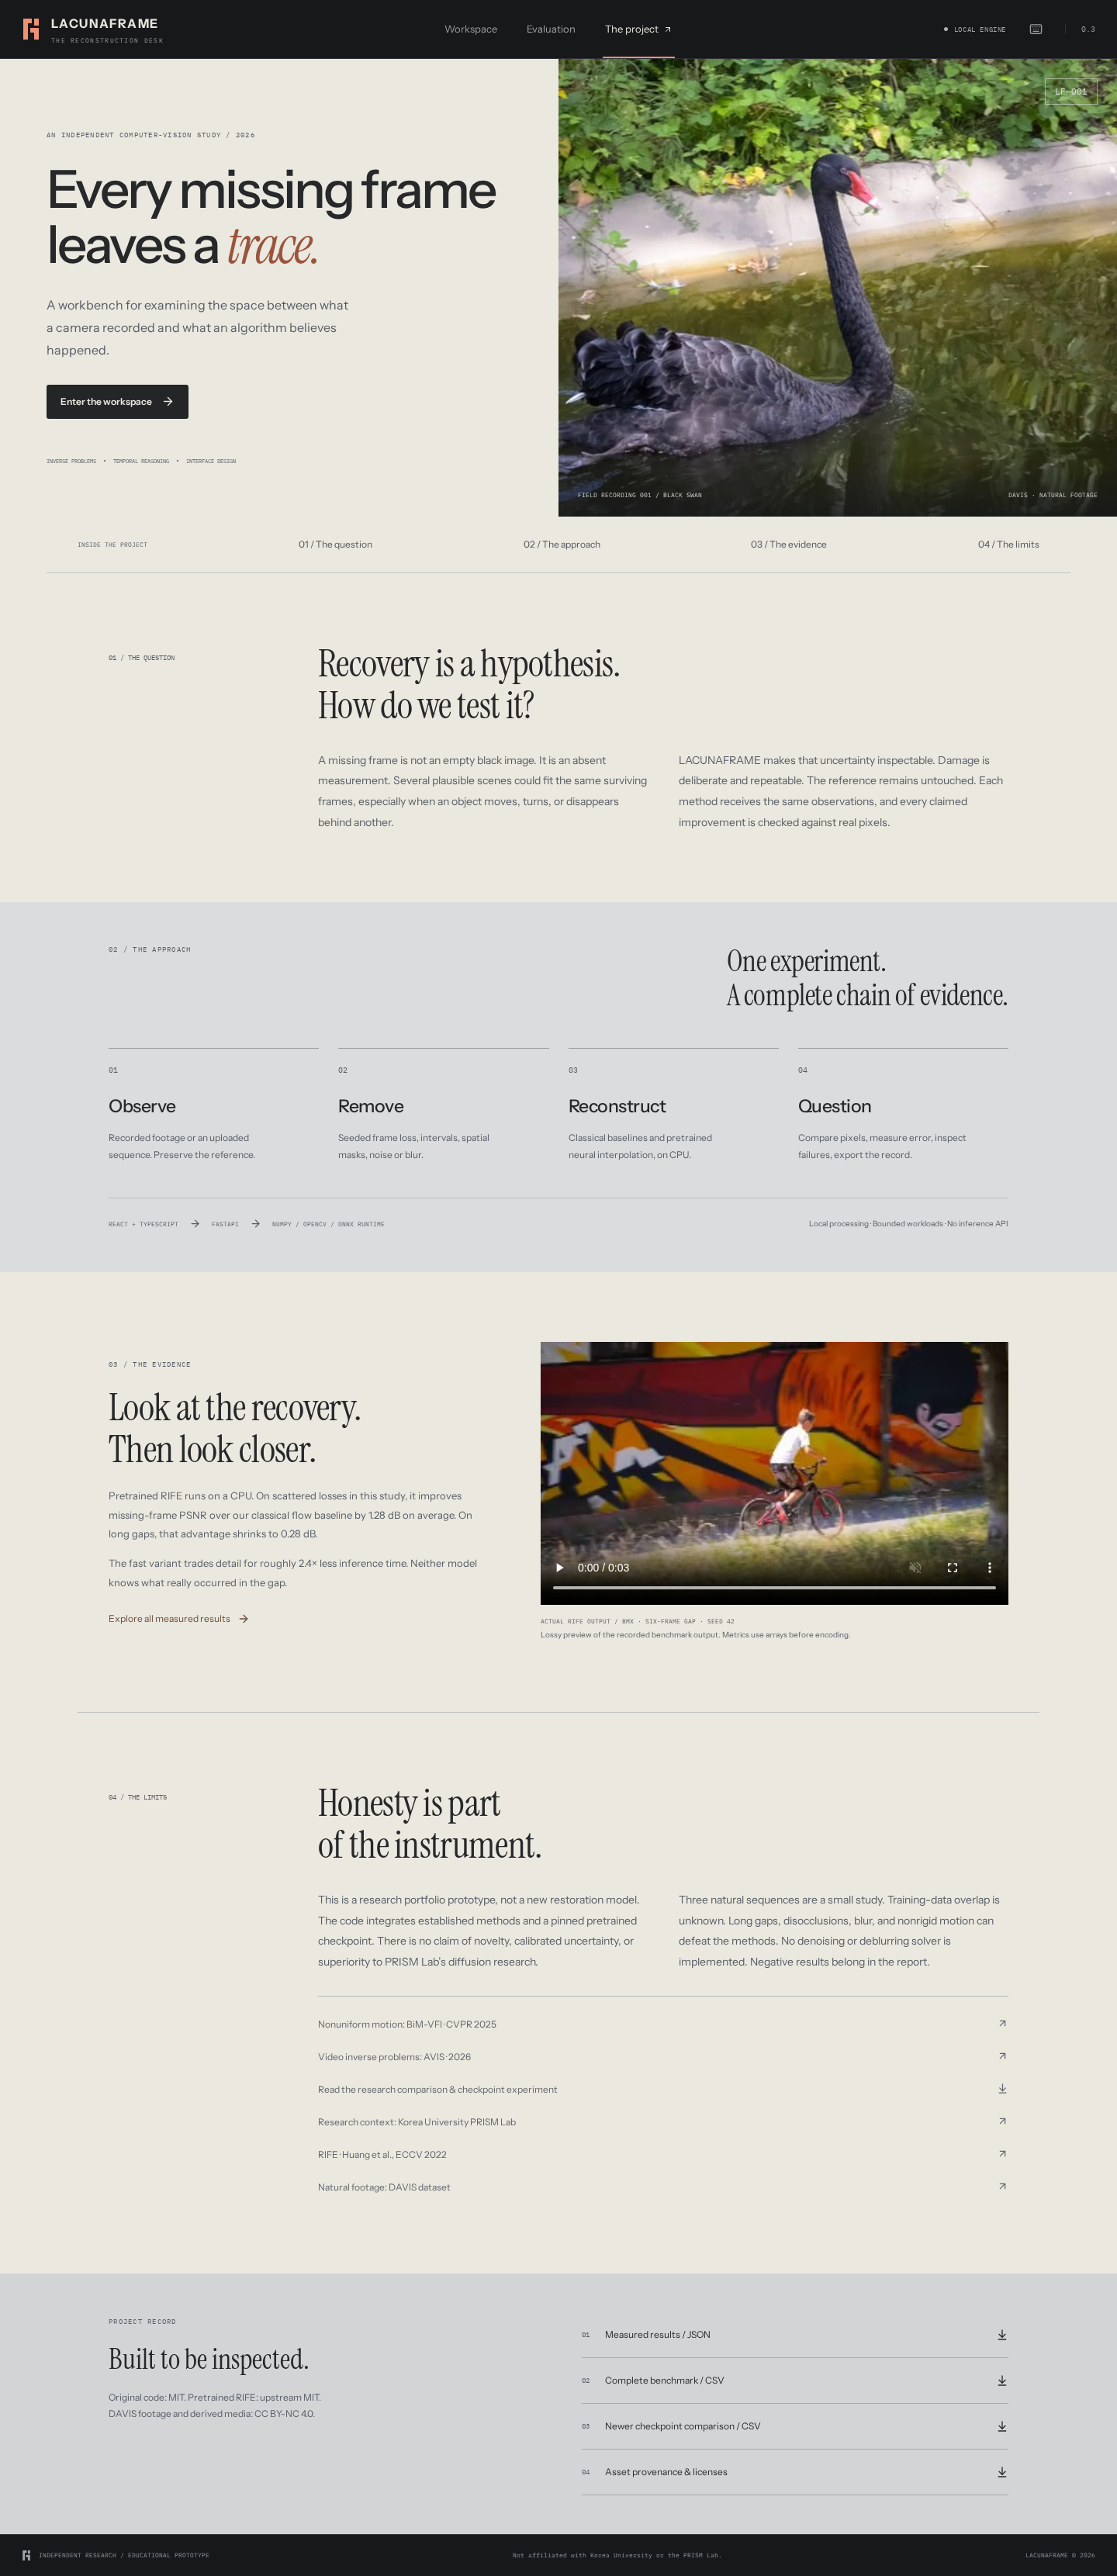 LACUNAFRAME
THE RECONSTRUCTION DESK
Workspace
Evaluation
The project
LOCAL ENGINE
0.3
AN INDEPENDENT COMPUTER-VISION STUDY / 2026
Every missing frame
leaves a trace.
A workbench for examining the space between what
a camera recorded and what an algorithm believes
happened.
Enter the workspace
INVERSE PROBLEMS • TEMPORAL REASONING • INTERFACE DESIGN
LF—001
FIELD RECORDING 001 / BLACK SWAN
DAVIS · NATURAL FOOTAGE
INSIDE THE PROJECT
01 / The question
02 / The approach
03 / The evidence
04 / The limits
01 / THE QUESTION
Recovery is a hypothesis.
How do we test it?
A missing frame is not an empty black image. It is an absent
measurement. Several plausible scenes could fit the same surviving
frames, especially when an object moves, turns, or disappears
behind another.
LACUNAFRAME makes that uncertainty inspectable. Damage is
deliberate and repeatable. The reference remains untouched. Each
method receives the same observations, and every claimed
improvement is checked against real pixels.
02 / THE APPROACH
One experiment.
A complete chain of evidence.
01
Observe
Recorded footage or an uploaded
sequence. Preserve the reference.
02
Remove
Seeded frame loss, intervals, spatial
masks, noise or blur.
03
Reconstruct
Classical baselines and pretrained
neural interpolation, on CPU.
04
Question
Compare pixels, measure error, inspect
failures, export the record.
REACT + TYPESCRIPT → FASTAPI → NUMPY / OPENCV / ONNX RUNTIME
Local processing · Bounded workloads · No inference API
03 / THE EVIDENCE
Look at the recovery.
Then look closer.
Pretrained RIFE runs on a CPU. On scattered losses in this study, it improves
missing-frame PSNR over our classical flow baseline by 1.28 dB on average. On
long gaps, that advantage shrinks to 0.28 dB.
The fast variant trades detail for roughly 2.4× less inference time. Neither model
knows what really occurred in the gap.
Explore all measured results
0:00 / 0:03
ACTUAL RIFE OUTPUT / BMX · SIX-FRAME GAP · SEED 42
Lossy preview of the recorded benchmark output. Metrics use arrays before encoding.
04 / THE LIMITS
Honesty is part
of the instrument.
This is a research portfolio prototype, not a new restoration model.
The code integrates established methods and a pinned pretrained
checkpoint. There is no claim of novelty, calibrated uncertainty, or
superiority to PRISM Lab's diffusion research.
Three natural sequences are a small study. Training-data overlap is
unknown. Long gaps, disocclusions, blur, and nonrigid motion can
defeat the methods. No denoising or deblurring solver is
implemented. Negative results belong in the report.
Nonuniform motion: BiM-VFI · CVPR 2025
Video inverse problems: AVIS · 2026
Read the research comparison & checkpoint experiment
Research context: Korea University PRISM Lab
RIFE · Huang et al., ECCV 2022
Natural footage: DAVIS dataset
PROJECT RECORD
Built to be inspected.
Original code: MIT. Pretrained RIFE: upstream MIT.
DAVIS footage and derived media: CC BY-NC 4.0.
01 Measured results / JSON
02 Complete benchmark / CSV
03 Newer checkpoint comparison / CSV
04 Asset provenance & licenses
INDEPENDENT RESEARCH / EDUCATIONAL PROTOTYPE
Not affiliated with Korea University or the PRISM Lab.
LACUNAFRAME © 2026